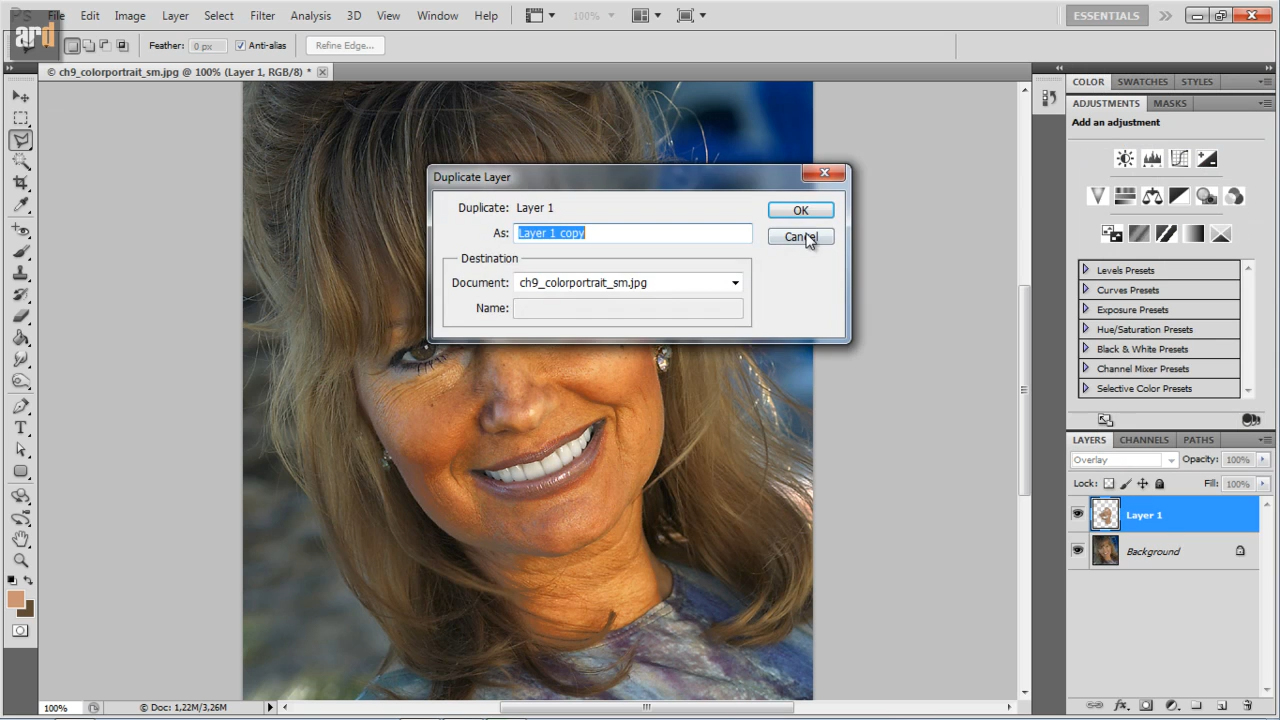 File Edit Image Layer Select Filter Analysis 3D View Window Help 100% ESSENTIALS
ard
Feather: 0 px Anti-alias Refine Edge...
© ch9_colorportrait_sm.jpg @ 100% (Layer 1, RGB/8) *
COLOR SWATCHES STYLES
ADJUSTMENTS MASKS
Add an adjustment
Duplicate Layer
Duplicate: Layer 1
OK
As: Layer 1 copy
Cancel
Destination
Document: ch9_colorportrait_sm.jpg
Name:
Levels Presets
Curves Presets
Exposure Presets
Hue/Saturation Presets
Black & White Presets
Channel Mixer Presets
Selective Color Presets
LAYERS CHANNELS PATHS
Overlay Opacity: 100%
Lock: Fill: 100%
Layer 1
Background
100% © Doc: 1,22M/3,26M